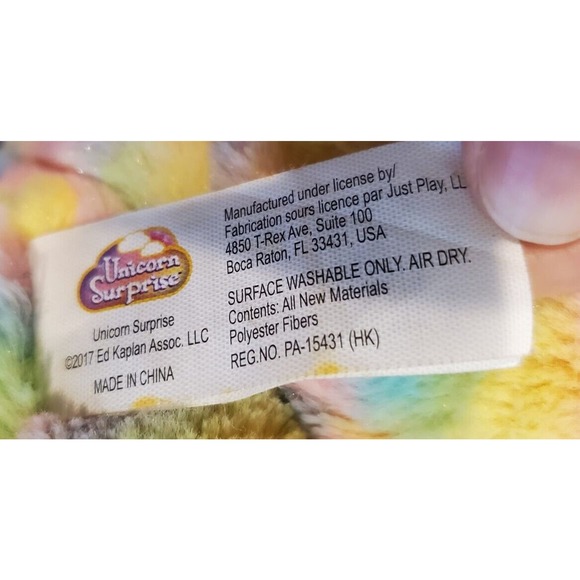 Unicorn
Surprise
Unicorn Surprise
©2017 Ed Kaplan Assoc. LLC
MADE IN CHINA
Manufactured under license by/
Fabrication sours licence par Just Play, LL
4850 T-Rex Ave, Suite 100
Boca Raton, FL 33431, USA
SURFACE WASHABLE ONLY. AIR DRY.
Contents: All New Materials
Polyester Fibers
REG.NO. PA-15431 (HK)